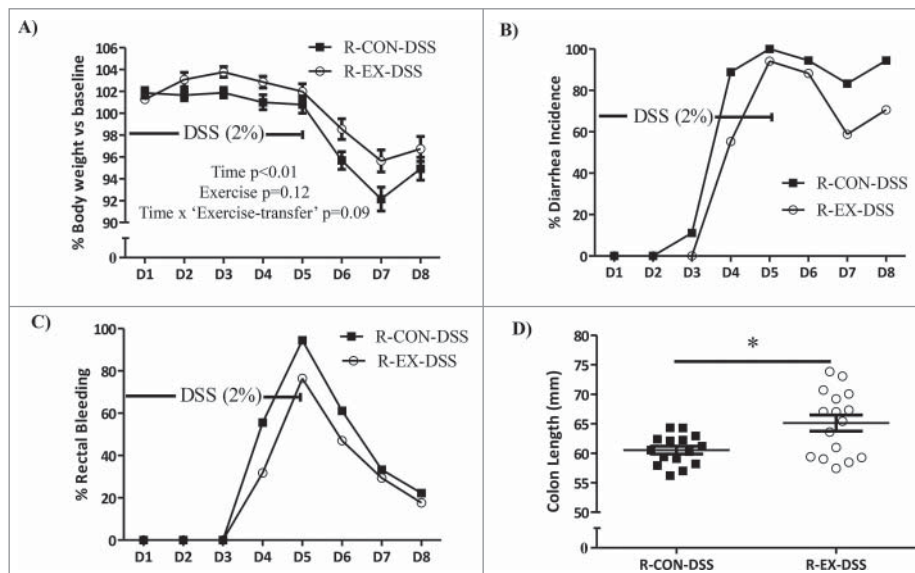 A)
R-CON-DSS
R-EX-DSS
% Body weight vs baseline
106
104
102
100
98
96
94
92
90
0
DSS (2%)
Time p<0.01
Exercise p=0.12
Time x ‘Exercise-transfer’ p=0.09
D1 D2 D3 D4 D5 D6 D7 D8
B)
% Diarrhea Incidence
100
80
60
40
20
0
DSS (2%)
R-CON-DSS
R-EX-DSS
D1 D2 D3 D4 D5 D6 D7 D8
C)
R-CON-DSS
R-EX-DSS
% Rectal Bleeding
100
80
60
40
20
0
DSS (2%)
D1 D2 D3 D4 D5 D6 D7 D8
D)
Colon Length (mm)
80
75
70
65
60
55
50
0
*
R-CON-DSS R-EX-DSS